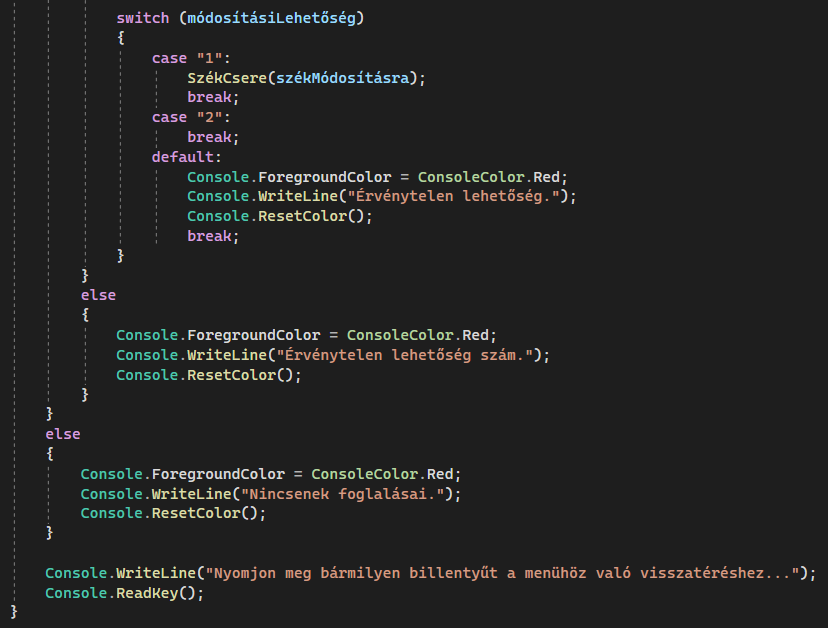 switch (módosításiLehetőség)
{
case "1":
SzékCsere(székMódosításra);
break;
case "2":
break;
default:
Console.ForegroundColor = ConsoleColor.Red;
Console.WriteLine("Érvénytelen lehetőség.");
Console.ResetColor();
break;
}
}
else
{
Console.ForegroundColor = ConsoleColor.Red;
Console.WriteLine("Érvénytelen lehetőség szám.");
Console.ResetColor();
}
}
else
{
Console.ForegroundColor = ConsoleColor.Red;
Console.WriteLine("Nincsenek foglalásai.");
Console.ResetColor();
}
Console.WriteLine("Nyomjon meg bármilyen billentyűt a menühöz való visszatéréshez...");
Console.ReadKey();
}